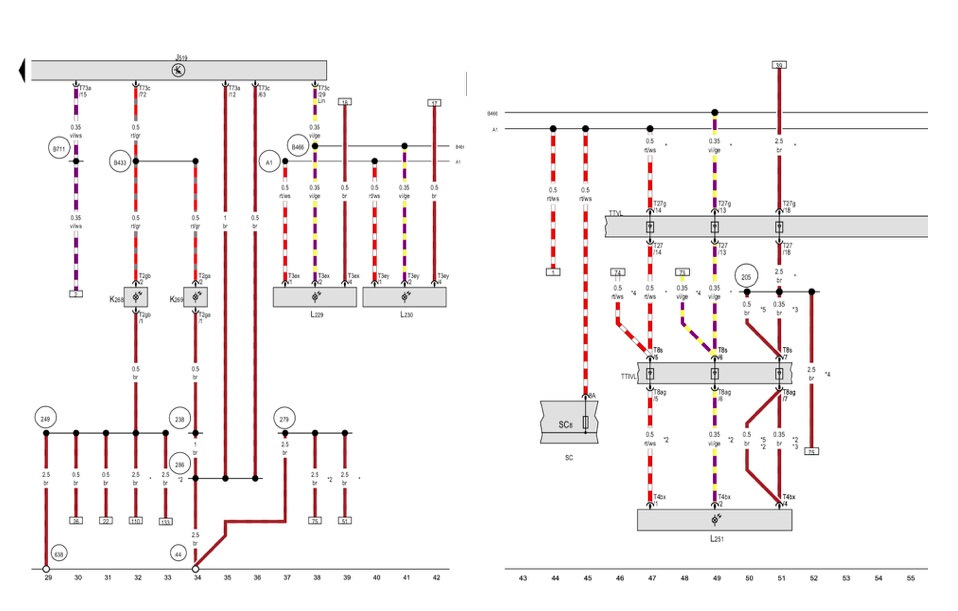 J519
K
T73a /15
T73c /72
T73a /12
T73c /63
T73c /29 Lin
18
17
0.35 vi/ws
0.5 rt/gr
0.35 vi/ge
B711
B433
B466
A1
B466
A1
0.35 vi/ws
0.5 rt/gr
0.5 rt/gr
1 br
0.5 br
0.5 rt/ws
0.35 vi/ge
0.5 br
0.5 rt/ws
0.35 vi/ge
0.5 br
T2gb /2
T2ga /2
T3ex /1
T3ex /2
T3ex /4
T3ey /1
T3ey /2
T3ey /4
2
K268
K269
L229
L230
T2gb /1
T2ga /1
0.5 br
0.5 br
249
238
279
286
2.5 br
0.5 br
0.5 br
2.5 br
2.5 br
1 br
2.5 br
2.5 br
2.5 br
*
*2
*2
*
36
22
110
133
75
51
2.5 br
638
44
29 30 31 32 33 34 35 36 37 38 39 40 41 42
39
B466
A1
0.5 rt/ws
0.5 rt/ws
0.5 rt/ws
*
0.35 vi/ge
*
2.5 br
T27g /14
T27g /13
T27g /18
TTVL
T27 /14
T27 /13
T27 /18
1
74
73
205
2.5 br
*
0.5 rt/ws
*4
0.5 rt/ws
*
0.35 vi/ge
*4
0.35 vi/ge
*
0.5 br
*5
0.35 br
*3
T8s /5
T8s /6
T8s /7
TTIVL
2.5 br
*4
T8ag /5
T8ag /6
T8ag /7
8A
SC8
SC
0.5 rt/ws
*2
0.35 vi/ge
*2
0.5 br
*5 *2
0.35 br
*2 *3
75
T4bx /1
T4bx /2
T4bx /4
L251
43 44 45 46 47 48 49 50 51 52 53 54 55